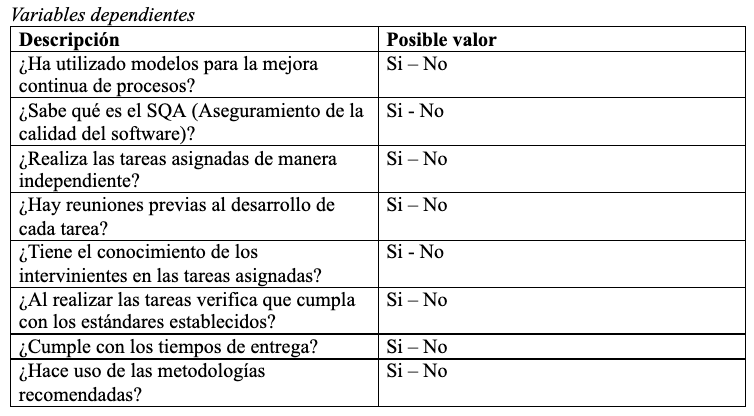 Variables dependientes
Descripción Posible valor
¿Ha utilizado modelos para la mejora Si – No
continua de procesos?
¿Sabe qué es el SQA (Aseguramiento de la Si - No
calidad del software)?
¿Realiza las tareas asignadas de manera Si – No
independiente?
¿Hay reuniones previas al desarrollo de Si – No
cada tarea?
¿Tiene el conocimiento de los Si - No
intervinientes en las tareas asignadas?
¿Al realizar las tareas verifica que cumpla Si – No
con los estándares establecidos?
¿Cumple con los tiempos de entrega? Si – No
¿Hace uso de las metodologías Si – No
recomendadas?